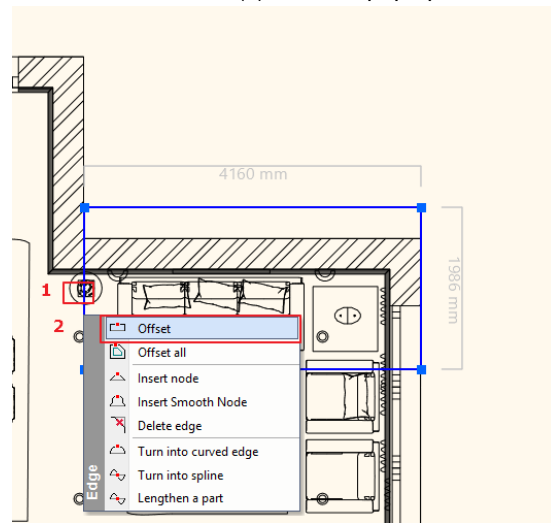 4160 mm
1986 mm
1
2
Offset
Offset all
Insert node
Insert Smooth Node
Delete edge
Turn into curved edge
Turn into spline
Lengthen a part
Edge